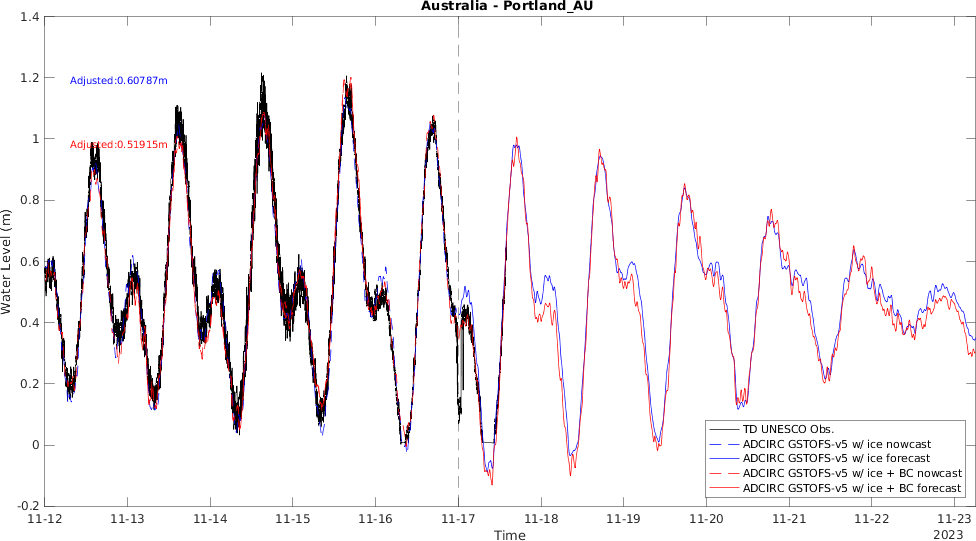 Australia - Portland_AU
1.4
1.2
1
0.8
0.6
0.4
0.2
0
-0.2
Water Level (m)
Adjusted:0.60787m
Adjusted:0.51915m
TD UNESCO Obs.
ADCIRC GSTOFS-v5 w/ ice nowcast
ADCIRC GSTOFS-v5 w/ ice forecast
ADCIRC GSTOFS-v5 w/ ice + BC nowcast
ADCIRC GSTOFS-v5 w/ ice + BC forecast
11-12 11-13 11-14 11-15 11-16 11-17 11-18 11-19 11-20 11-21 11-22 11-23
Time
2023